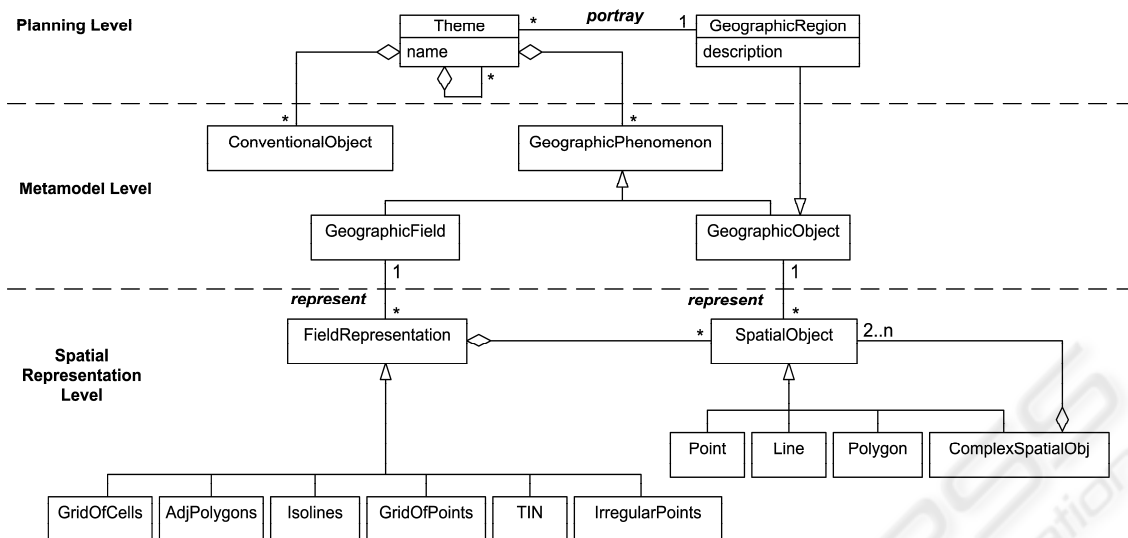 Planning Level
Theme
name
*
portray
1
GeographicRegion
description
*
*
*
ConventionalObject
GeographicPhenomenon
Metamodel Level
GeographicField
GeographicObject
1
1
represent
represent
*
*
FieldRepresentation
*
SpatialObject
2..n
Spatial
Representation
Level
Point
Line
Polygon
ComplexSpatialObj
GridOfCells
AdjPolygons
Isolines
GridOfPoints
TIN
IrregularPoints